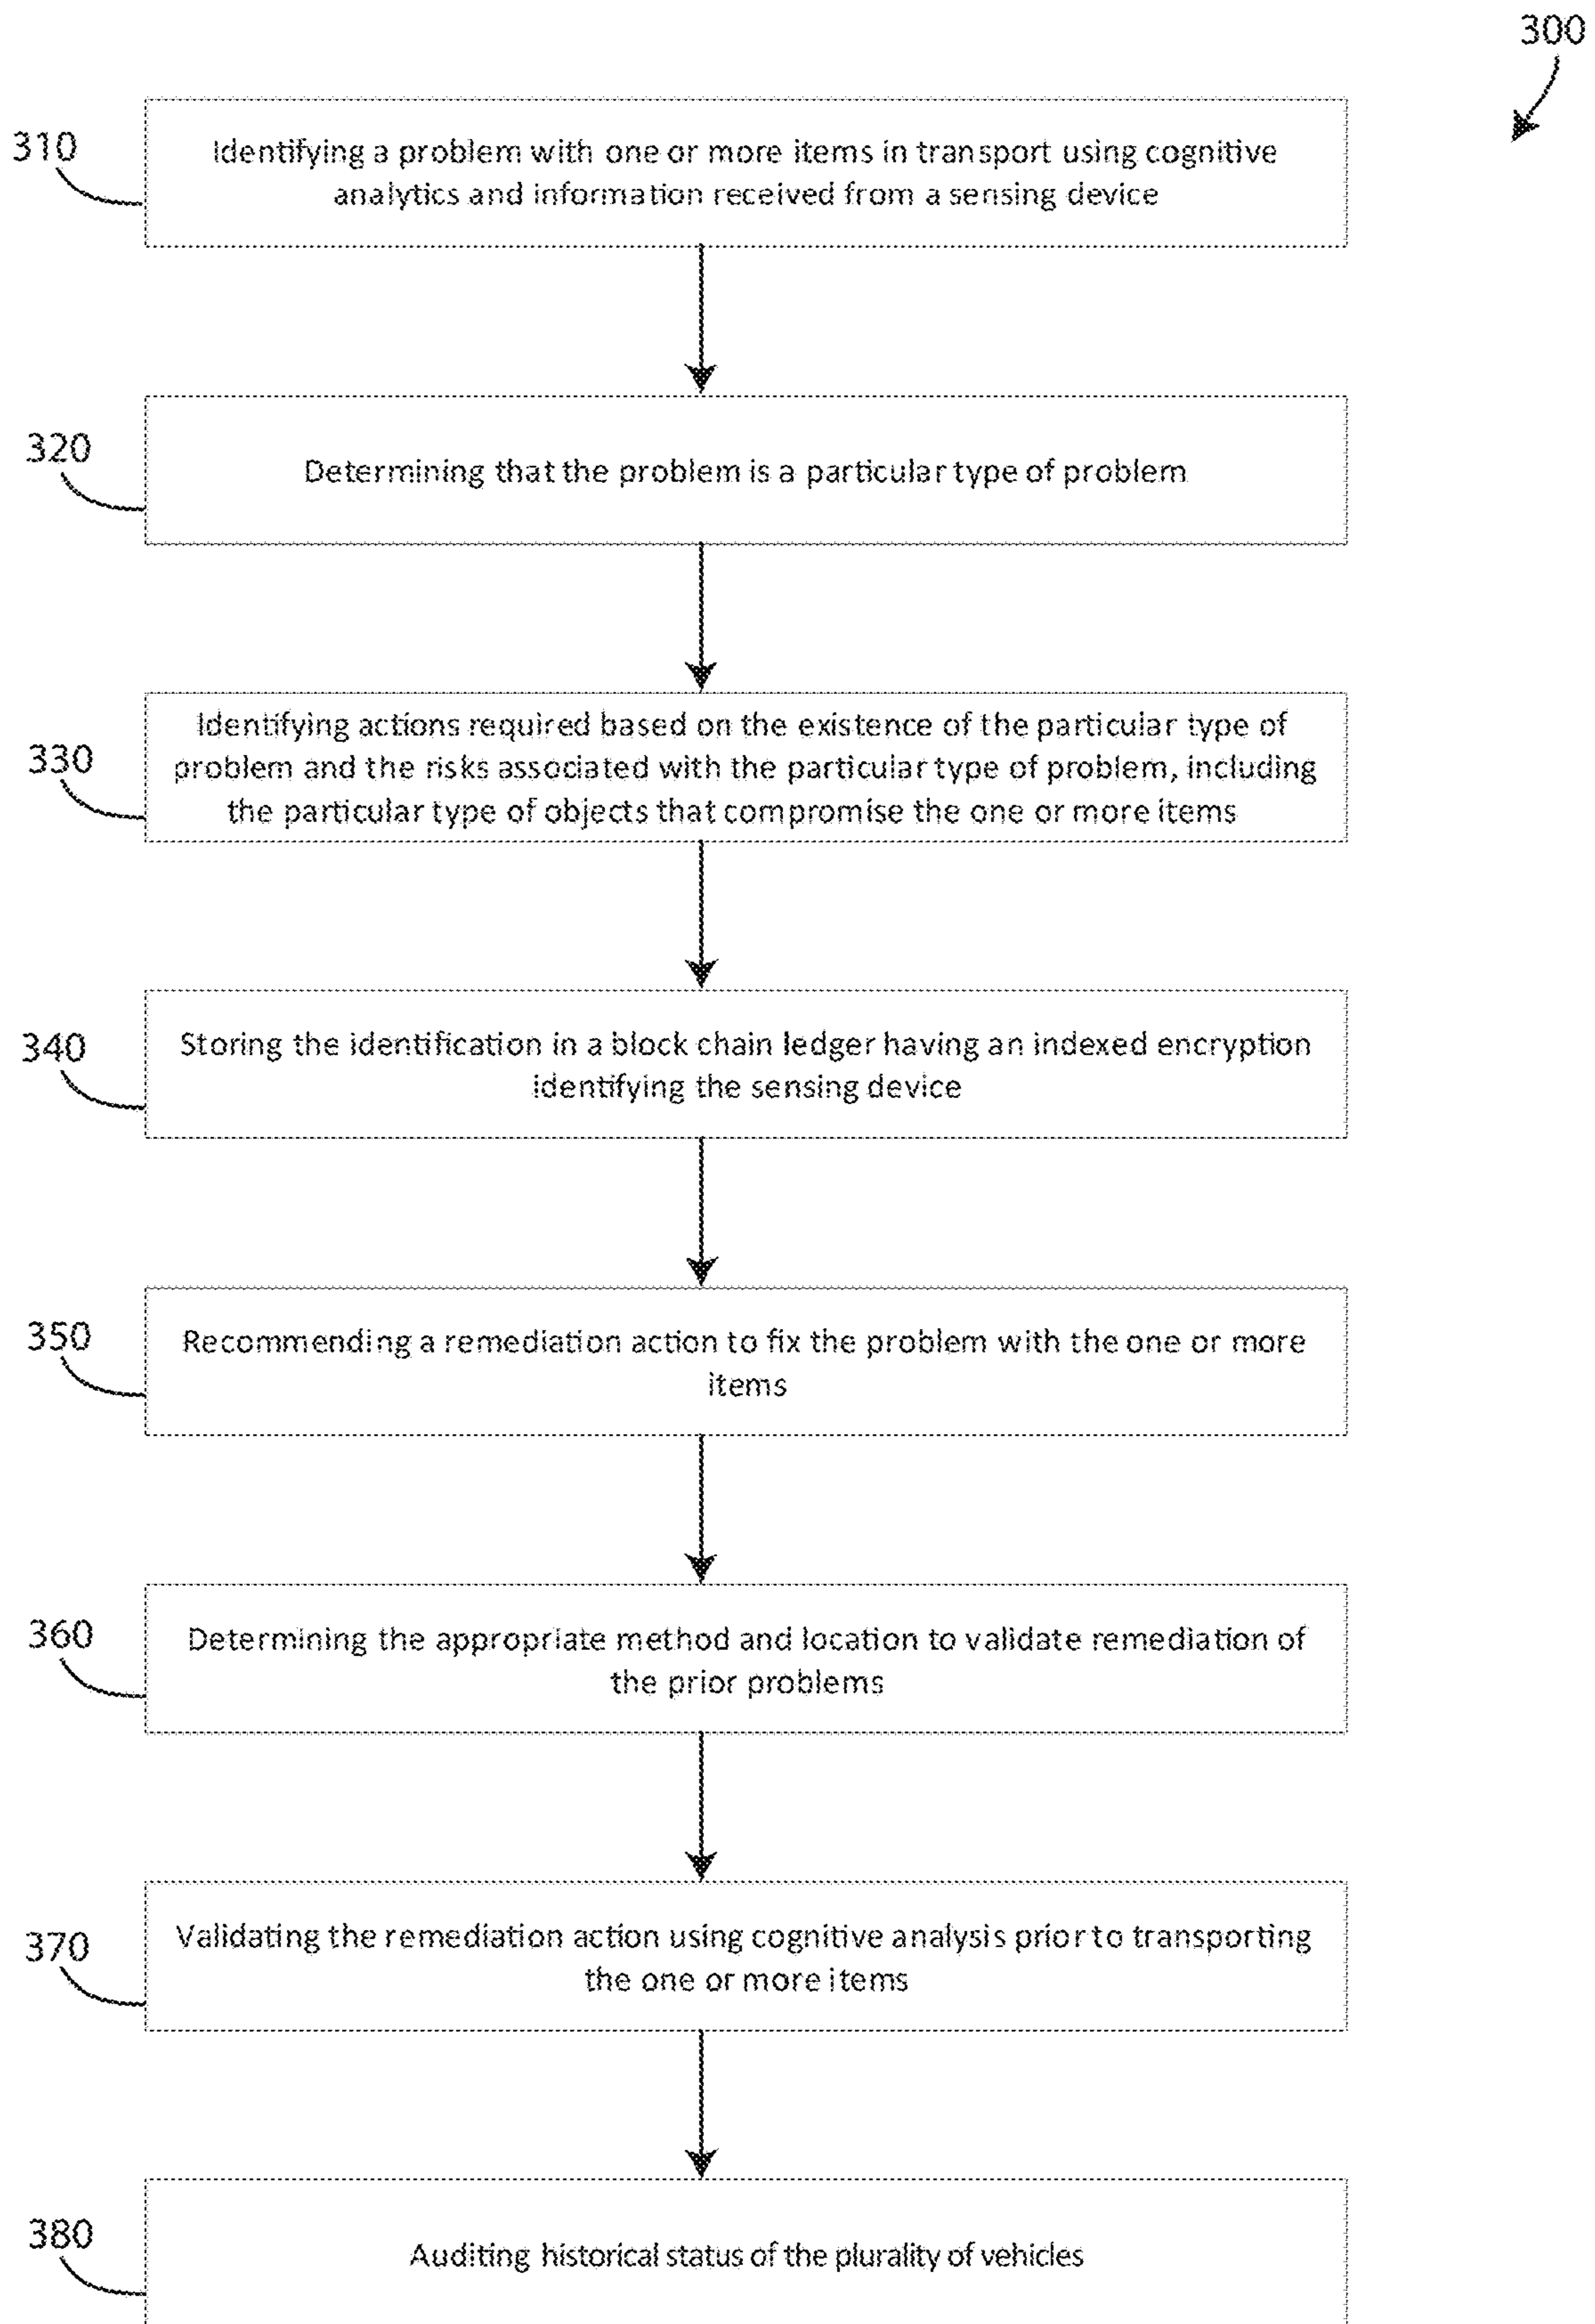 300
310
Identifying a problem with one or more items in transport using cognitive
analytics and information received from a sensing device
320
Determining that the problem is a particular type of problem
330
Identifying actions required based on the existence of the particular type of
problem and the risks associated with the particular type of problem, including
the particular type of objects that compromise the one or more items
340
Storing the identification in a block chain ledger having an indexed encryption
identifying the sensing device
350
Recommending a remediation action to fix the problem with the one or more
items
360
Determining the appropriate method and location to validate remediation of
the prior problems
370
Validating the remediation action using cognitive analysis prior to transporting
the one or more items
380
Auditing historical status of the plurality of vehicles